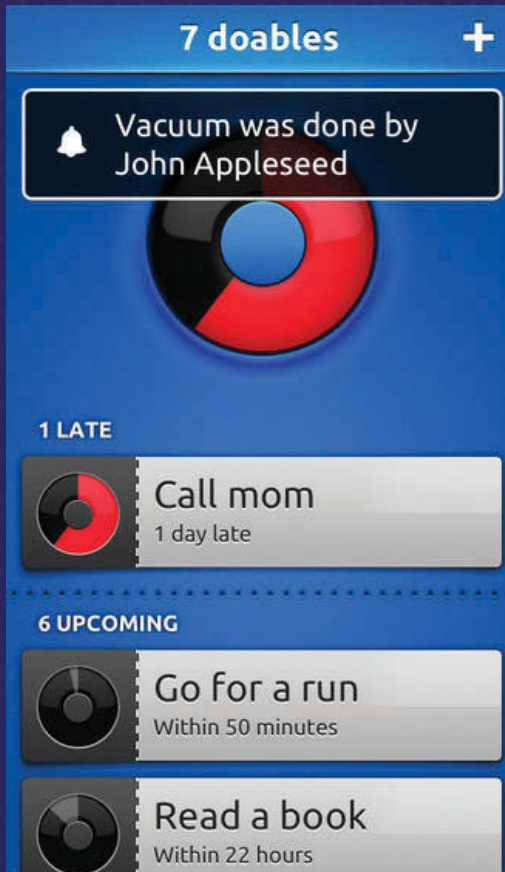 7 doables
Vacuum was done by
John Appleseed
1 LATE
Call mom
1 day late
6 UPCOMING
Go for a run
Within 50 minutes
Read a book
Within 22 hours